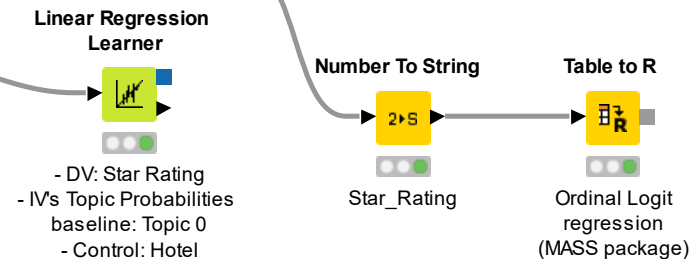 Linear Regression
Learner
- DV: Star Rating
- IV's Topic Probabilities
baseline: Topic 0
- Control: Hotel
Number To String
2▸S
Star_Rating
Table to R
R
Ordinal Logit
regression
(MASS package)